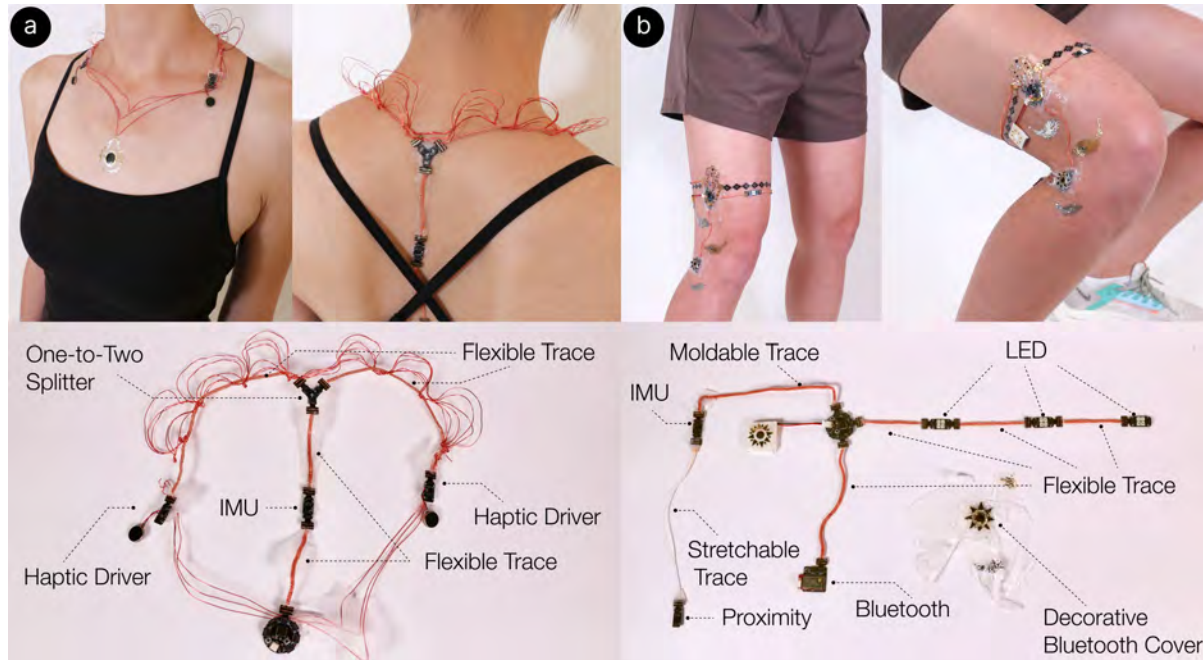 a
b
One-to-Two
Splitter
Flexible Trace
IMU
Haptic Driver
Haptic Driver
Flexible Trace
Moldable Trace
LED
IMU
Flexible Trace
Stretchable
Trace
Proximity
Bluetooth
Decorative
Bluetooth Cover